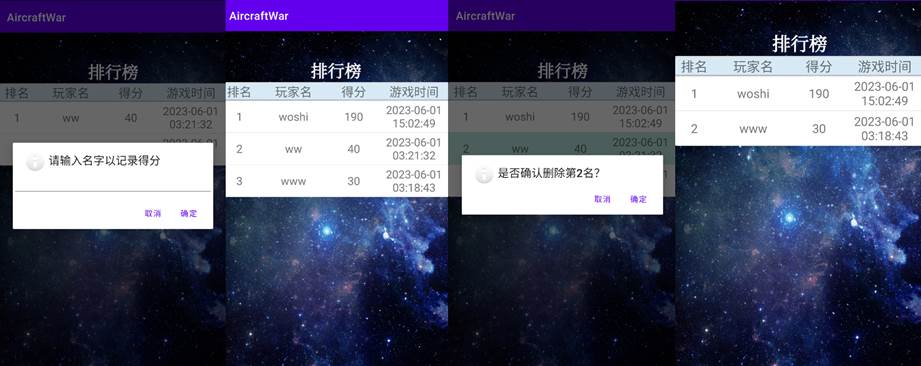 AircraftWar
排行榜
排名 玩家名 得分 游戏时间
1 ww 40 2023-06-01 03:21:32
请输入名字以记录得分
取消 确定
AircraftWar
排行榜
排名 玩家名 得分 游戏时间
1 woshi 190 2023-06-01 15:02:49
2 ww 40 2023-06-01 03:21:32
3 www 30 2023-06-01 03:18:43
AircraftWar
排行榜
排名 玩家名 得分 游戏时间
1 woshi 190 2023-06-01 15:02:49
2 ww 40 2023-06-01
是否确认删除第2名?
取消 确定
排行榜
排名 玩家名 得分 游戏时间
1 woshi 190 2023-06-01 15:02:49
2 www 30 2023-06-01 03:18:43